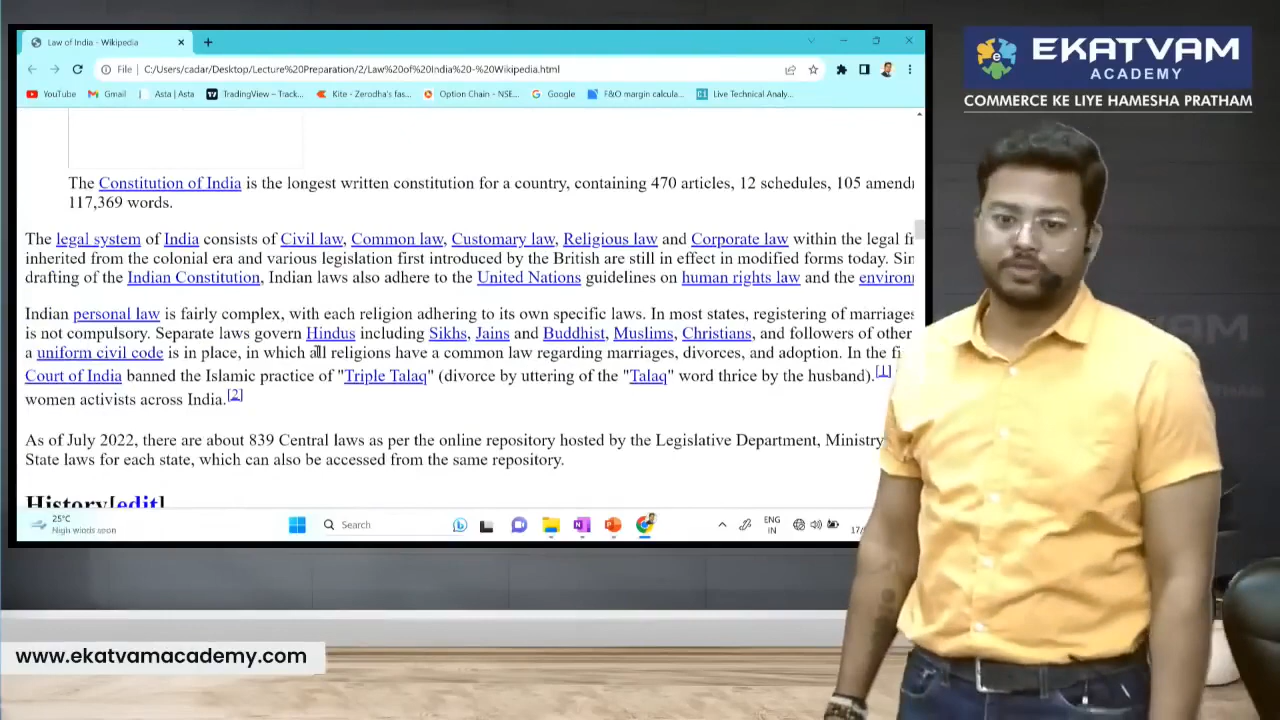 Law of India - Wikipedia
File C:/Users/cadar/Desktop/Lecture%20Preparation/2/Law%20of%20India%20-%20Wikipedia.html
YouTube Gmail Asta | Asta TradingView – Track... Kite - Zerodha's fas... Option Chain - NSE... Google F&O margin calcula... Live Technical Analy...
The Constitution of India is the longest written constitution for a country, containing 470 articles, 12 schedules, 105 amendr
117,369 words.
The legal system of India consists of Civil law, Common law, Customary law, Religious law and Corporate law within the legal fr
inherited from the colonial era and various legislation first introduced by the British are still in effect in modified forms today. Sin
drafting of the Indian Constitution, Indian laws also adhere to the United Nations guidelines on human rights law and the environ
Indian personal law is fairly complex, with each religion adhering to its own specific laws. In most states, registering of marriages
is not compulsory. Separate laws govern Hindus including Sikhs, Jains and Buddhist, Muslims, Christians, and followers of other
a uniform civil code is in place, in which all religions have a common law regarding marriages, divorces, and adoption. In the fi
Court of India banned the Islamic practice of "Triple Talaq" (divorce by uttering of the "Talaq" word thrice by the husband).[1]
women activists across India.[2]
As of July 2022, there are about 839 Central laws as per the online repository hosted by the Legislative Department, Ministry
State laws for each state, which can also be accessed from the same repository.
History[edit]
25°C
Search
ENG
IN
17/
EKATVAM
ACADEMY
COMMERCE KE LIYE HAMESHA PRATHAM
www.ekatvamacademy.com